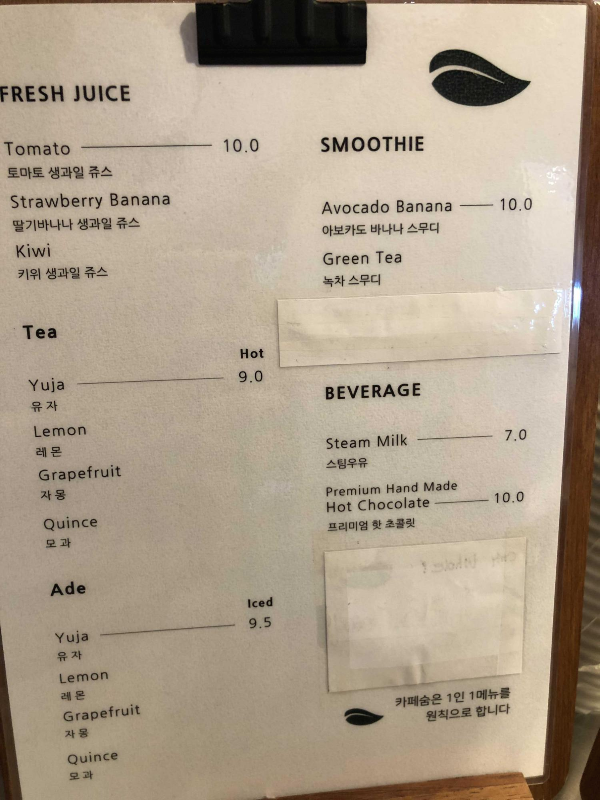 FRESH JUICE
Tomato 10.0
토마토 생과일 쥬스
Strawberry Banana
딸기바나나 생과일 쥬스
Kiwi
키위 생과일 쥬스
Tea
Hot
Yuja 9.0
유 자
Lemon
레 몬
Grapefruit
자 몽
Quince
모 과
Ade
Iced
Yuja 9.5
유 자
Lemon
레 몬
Grapefruit
자 몽
Quince
모 과
SMOOTHIE
Avocado Banana 10.0
아보카도 바나나 스무디
Green Tea
녹차 스무디
BEVERAGE
Steam Milk 7.0
스팀우유
Premium Hand Made
Hot Chocolate 10.0
프리미엄 핫 초콜릿
카페숨은 1인 1메뉴를
원칙으로 합니다